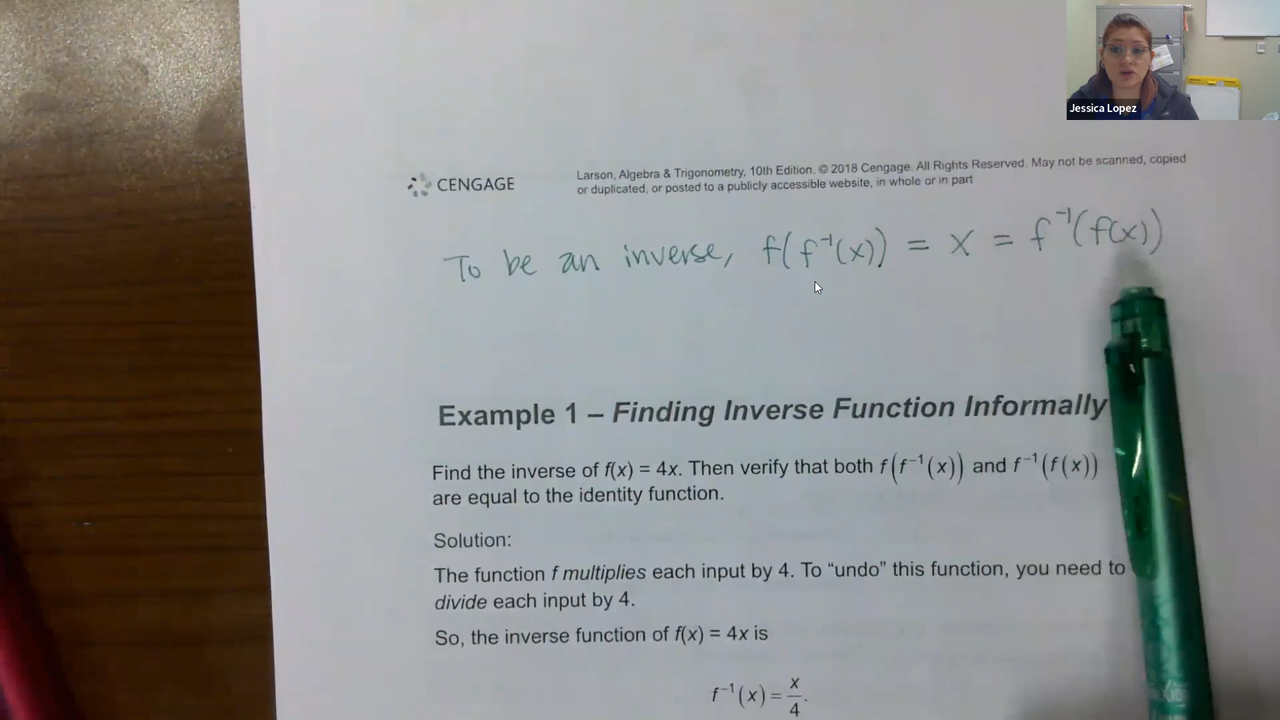 Jessica Lopez
CENGAGE
Larson, Algebra & Trigonometry, 10th Edition. © 2018 Cengage. All Rights Reserved. May not be scanned, copied
or duplicated, or posted to a publicly accessible website, in whole or in part
To be an inverse, f(f⁻¹(x)) = x = f⁻¹(f(x))
Example 1 – Finding Inverse Function Informally
Find the inverse of f(x) = 4x. Then verify that both f(f⁻¹(x)) and f⁻¹(f(x))
are equal to the identity function.
Solution:
The function f multiplies each input by 4. To “undo” this function, you need to
divide each input by 4.
So, the inverse function of f(x) = 4x is
f⁻¹(x) = x/4.